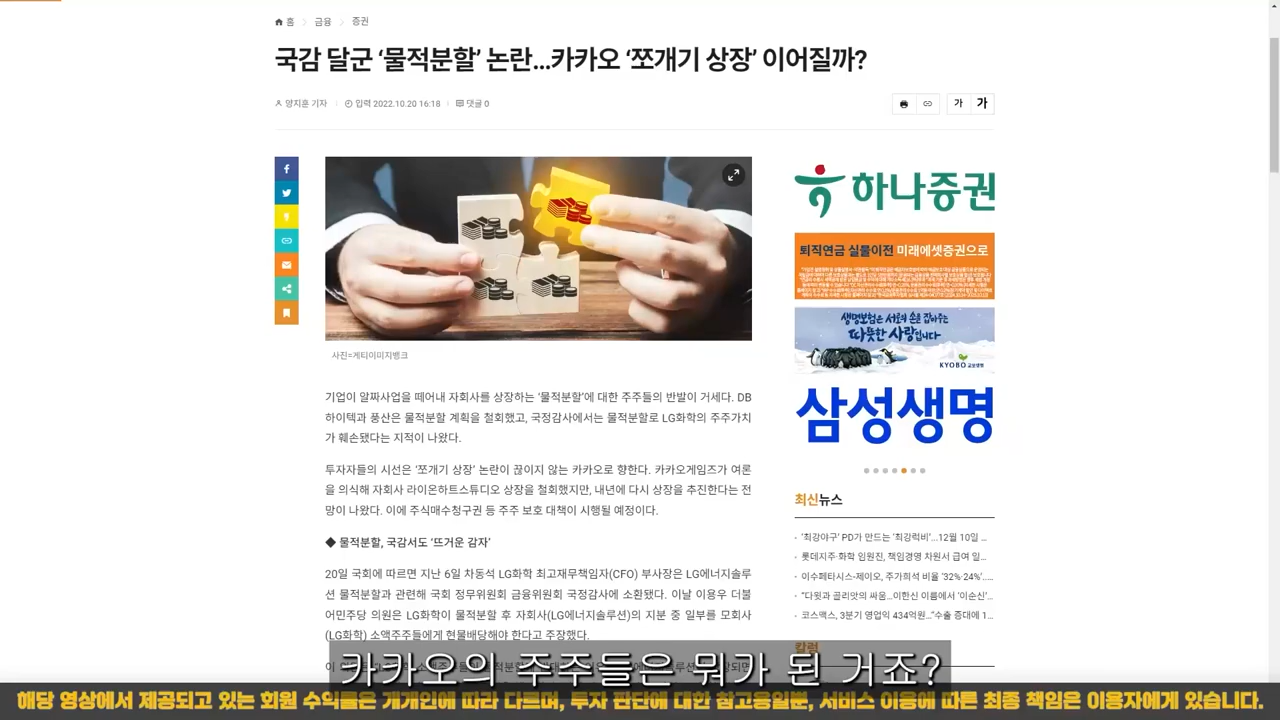 홈 > 금융 > 증권
국감 달군 ‘물적분할’ 논란...카카오 ‘쪼개기 상장’ 이어질까?
양지훈 기자 입력 2022.10.20 16:18 댓글 0
가 가
사진=게티이미지뱅크
기업이 알짜사업을 떼어내 자회사를 상장하는 ‘물적분할’에 대한 주주들의 반발이 거세다. DB
하이텍과 풍산은 물적분할 계획을 철회했고, 국정감사에서는 물적분할로 LG화학의 주주가치
가 훼손됐다는 지적이 나왔다.
투자자들의 시선은 ‘쪼개기 상장’ 논란이 끊이지 않는 카카오로 향한다. 카카오게임즈가 여론
을 의식해 자회사 라이온하트스튜디오 상장을 철회했지만, 내년에 다시 상장을 추진한다는 전
망이 나왔다. 이에 주식매수청구권 등 주주 보호 대책이 시행될 예정이다.
◆ 물적분할, 국감서도 ‘뜨거운 감자’
20일 국회에 따르면 지난 6일 차동석 LG화학 최고재무책임자(CFO) 부사장은 LG에너지솔루
션 물적분할과 관련해 국회 정무위원회 금융위원회 국정감사에 소환됐다. 이날 이용우 더불
어민주당 의원은 LG화학이 물적분할 후 자회사(LG에너지솔루션)의 지분 중 일부를 모회사
(LG화학) 소액주주들에게 현물배당해야 한다고 주장했다.
하나증권
퇴직연금 실물이전 미래에셋증권으로
생명보험은 서로의 손을 잡아주는
따뜻한 사랑입니다
KYOBO 교보생명
삼성생명
최신뉴스
· ‘최강야구’ PD가 만드는 ‘최강럭비’...12월 10일 ...
· 롯데지주·화학 임원진, 책임경영 차원서 급여 일...
· 이수페타시스-제이오, 주가희석 비율 ‘32%·24%’...
· “다윗과 골리앗의 싸움...이한신 이름에서 ‘이순신’...
· 코스맥스, 3분기 영업익 434억원...“수출 증대에 1...
칼럼
카카오의 주주들은 뭐가 된 거죠?
해당 영상에서 제공되고 있는 회원 수익률은 개개인에 따라 다르며, 투자 판단에 대한 참고용일뿐, 서비스 이용에 따른 최종 책임은 이용자에게 있습니다.